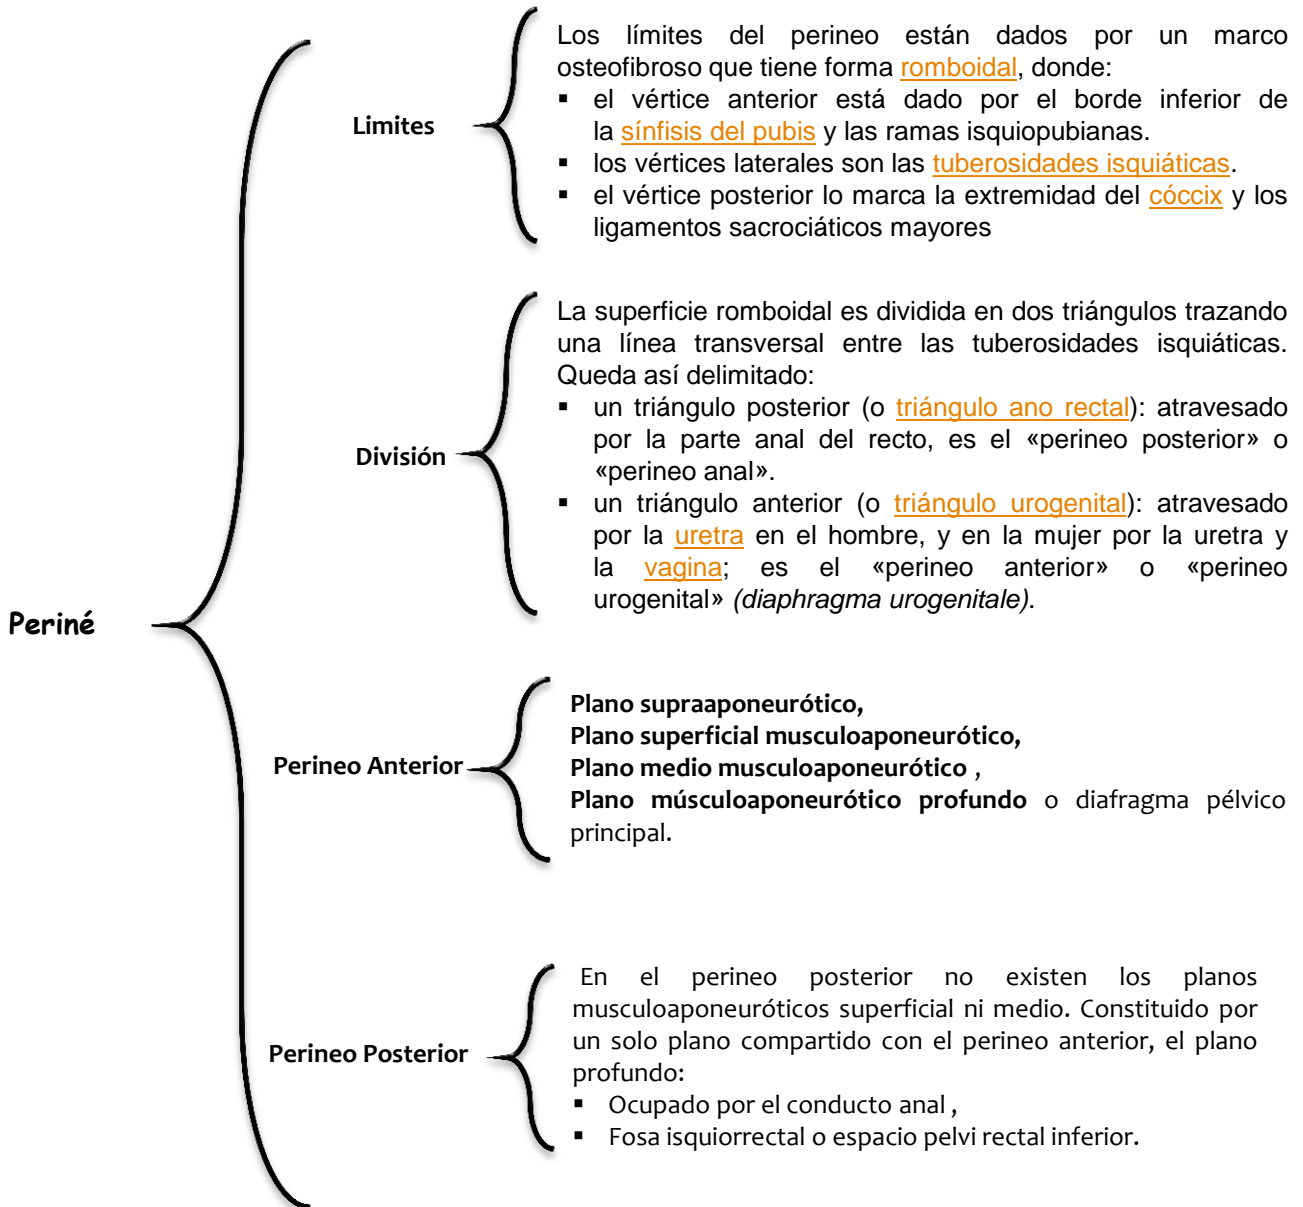 Los límites del perineo están dados por un marco
osteofibroso que tiene forma romboidal, donde:
▪ el vértice anterior está dado por el borde inferior de
la sínfisis del pubis y las ramas isquiopubianas.
▪ los vértices laterales son las tuberosidades isquiáticas.
▪ el vértice posterior lo marca la extremidad del cóccix y los
ligamentos sacrociáticos mayores
Limites
La superficie romboidal es dividida en dos triángulos trazando
una línea transversal entre las tuberosidades isquiáticas.
Queda así delimitado:
▪ un triángulo posterior (o triángulo ano rectal): atravesado
por la parte anal del recto, es el «perineo posterior» o
«perineo anal».
▪ un triángulo anterior (o triángulo urogenital): atravesado
por la uretra en el hombre, y en la mujer por la uretra y
la vagina; es el «perineo anterior» o «perineo
urogenital» (diaphragma urogenitale).
División
Periné
Plano supraaponeurótico,
Plano superficial musculoaponeurótico,
Plano medio musculoaponeurótico ,
Plano músculoaponeurótico profundo o diafragma pélvico
principal.
Perineo Anterior
En el perineo posterior no existen los planos
musculoaponeuróticos superficial ni medio. Constituido por
un solo plano compartido con el perineo anterior, el plano
profundo:
▪ Ocupado por el conducto anal ,
▪ Fosa isquiorrectal o espacio pelvi rectal inferior.
Perineo Posterior